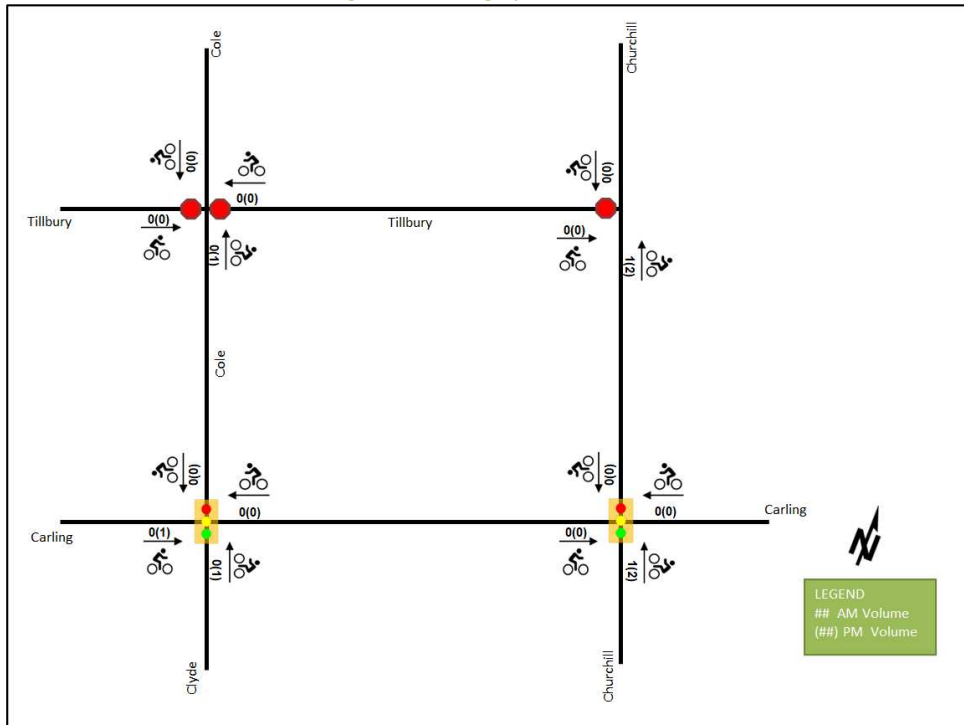 Cole
Churchill
0(0)
0(0)
0(0)
Tillbury
0(0)
0(1)
Tillbury
0(0)
1(2)
Cole
0(0)
0(0)
Carling
0(1)
0(0)
0(1)
0(0)
0(0)
1(2)
Carling
N
LEGEND
## AM Volume
(##) PM Volume
Clyde
Churchill